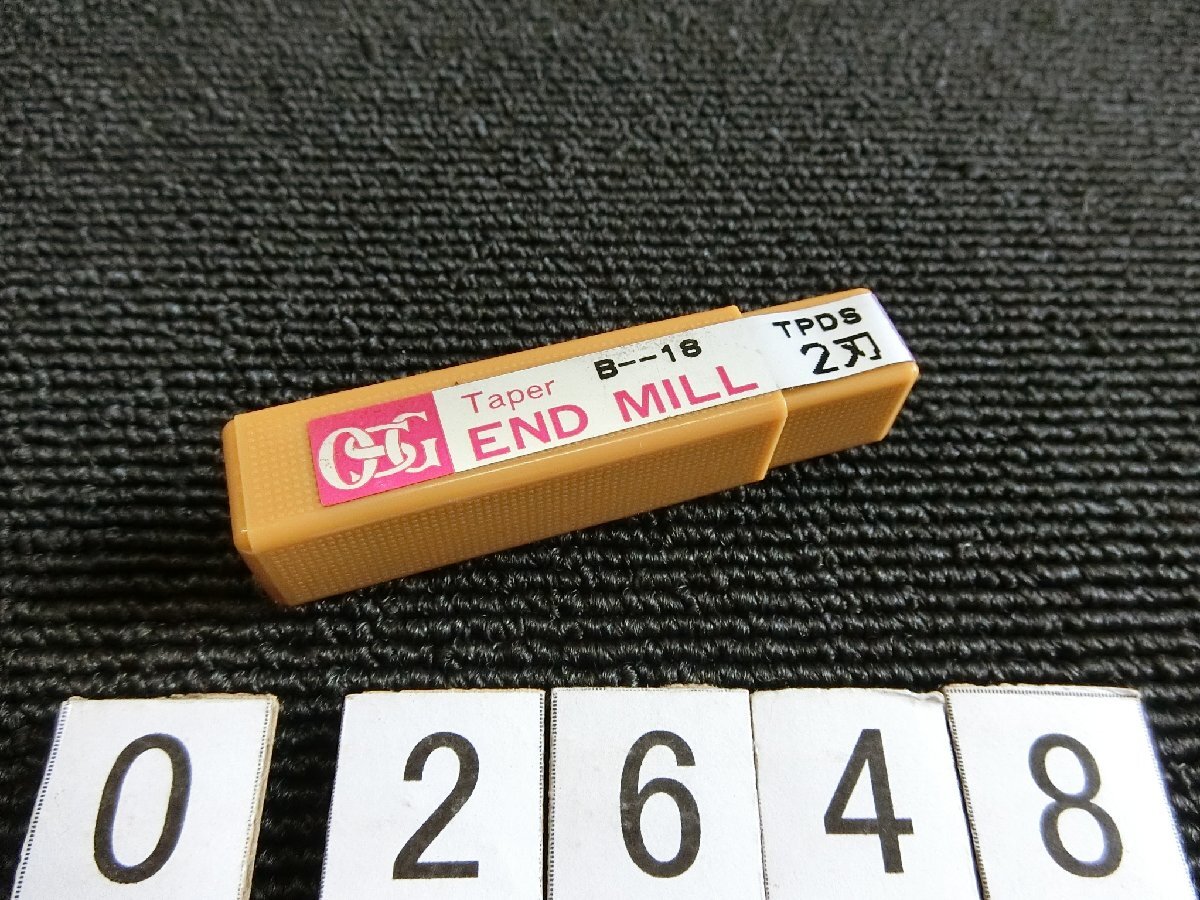 OSG
Taper B--18
END MILL
TPDS
2刃
0 2 6 4 8